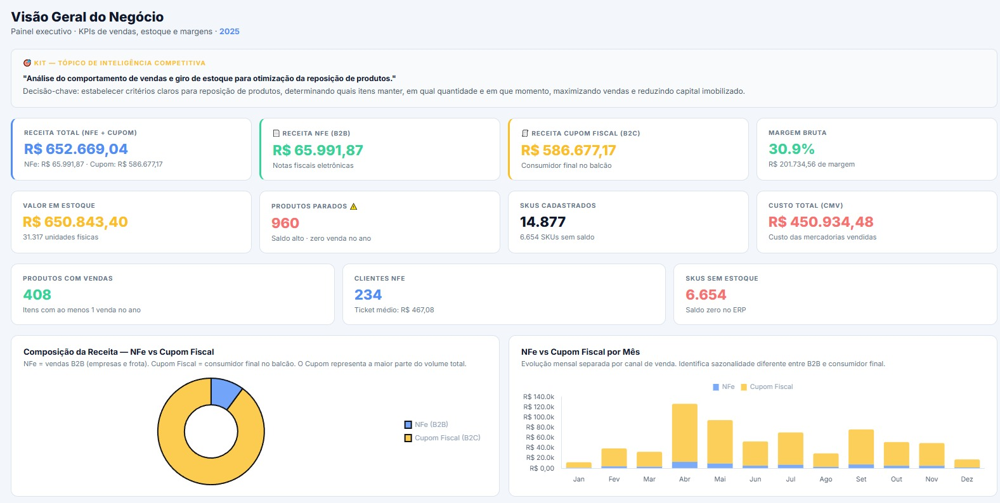 Visão Geral do Negócio
Painel executivo · KPIs de vendas, estoque e margens · 2025
KIT — TÓPICO DE INTELIGÊNCIA COMPETITIVA
"Análise do comportamento de vendas e giro de estoque para otimização da reposição de produtos."
Decisão-chave: estabelecer critérios claros para reposição de produtos, determinando quais itens manter, em qual quantidade e em que momento, maximizando vendas e reduzindo capital imobilizado.
RECEITA TOTAL (NFE + CUPOM)
R$ 652.669,04
NFe: R$ 65.991,87 · Cupom: R$ 586.677,17
RECEITA NFE (B2B)
R$ 65.991,87
Notas fiscais eletrônicas
RECEITA CUPOM FISCAL (B2C)
R$ 586.677,17
Consumidor final no balcão
MARGEM BRUTA
30.9%
R$ 201.734,56 de margem
VALOR EM ESTOQUE
R$ 650.843,40
31.317 unidades físicas
PRODUTOS PARADOS
960
Saldo alto · zero venda no ano
SKUS CADASTRADOS
14.877
6.654 SKUs sem saldo
CUSTO TOTAL (CMV)
R$ 450.934,48
Custo das mercadorias vendidas
PRODUTOS COM VENDAS
408
Itens com ao menos 1 venda no ano
CLIENTES NFE
234
Ticket médio: R$ 467,08
SKUS SEM ESTOQUE
6.654
Saldo zero no ERP
Composição da Receita — NFe vs Cupom Fiscal
NFe = vendas B2B (empresas e frota). Cupom Fiscal = consumidor final no balcão. O Cupom representa a maior parte do volume total.
NFe (B2B)
Cupom Fiscal (B2C)
NFe vs Cupom Fiscal por Mês
Evolução mensal separada por canal de venda. Identifica sazonalidade diferente entre B2B e consumidor final.
NFe Cupom Fiscal
R$ 140.0k
R$ 120.0k
R$ 100.0k
R$ 80.0k
R$ 60.0k
R$ 40.0k
R$ 20.0k
R$ 0,00
Jan Fev Mar Abr Mai Jun Jul Ago Set Out Nov Dez